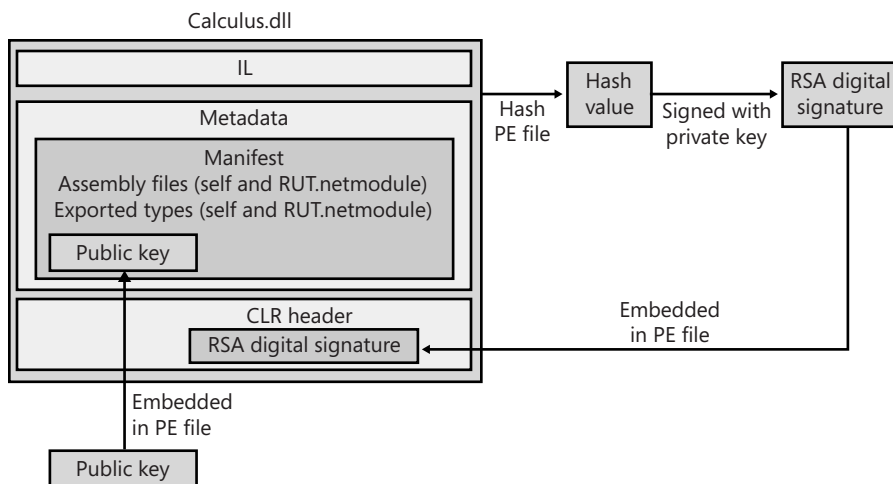 Calculus.dll
IL
Metadata
Manifest
Assembly files (self and RUT.netmodule)
Exported types (self and RUT.netmodule)
Public key
CLR header
RSA digital signature
Hash
PE file
Hash
value
Signed with
private key
RSA digital
signature
Embedded
in PE file
Embedded
in PE file
Public key